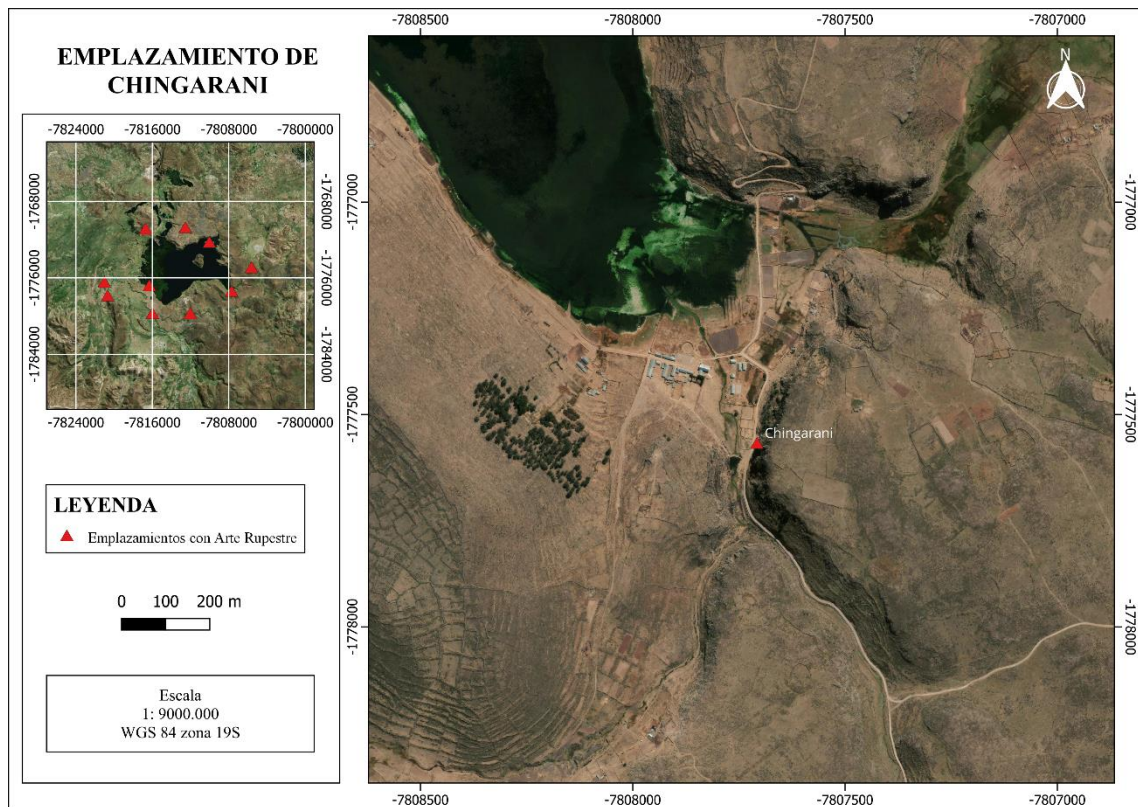 EMPLAZAMIENTO DE
CHINGARANI
-7824000 -7816000 -7808000 -7800000
-1768000 -1768000
-1776000 -1776000
-1784000 -1784000
-7824000 -7816000 -7808000 -7800000
LEYENDA
Emplazamientos con Arte Rupestre
0 100 200 m
Escala
1: 9000.000
WGS 84 zona 19S
-7808500 -7808000 -7807500 -7807000
N
-1777000 -1777000
-1777500 -1777500
Chingarani
-1778000 -1778000
-7808500 -7808000 -7807500 -7807000